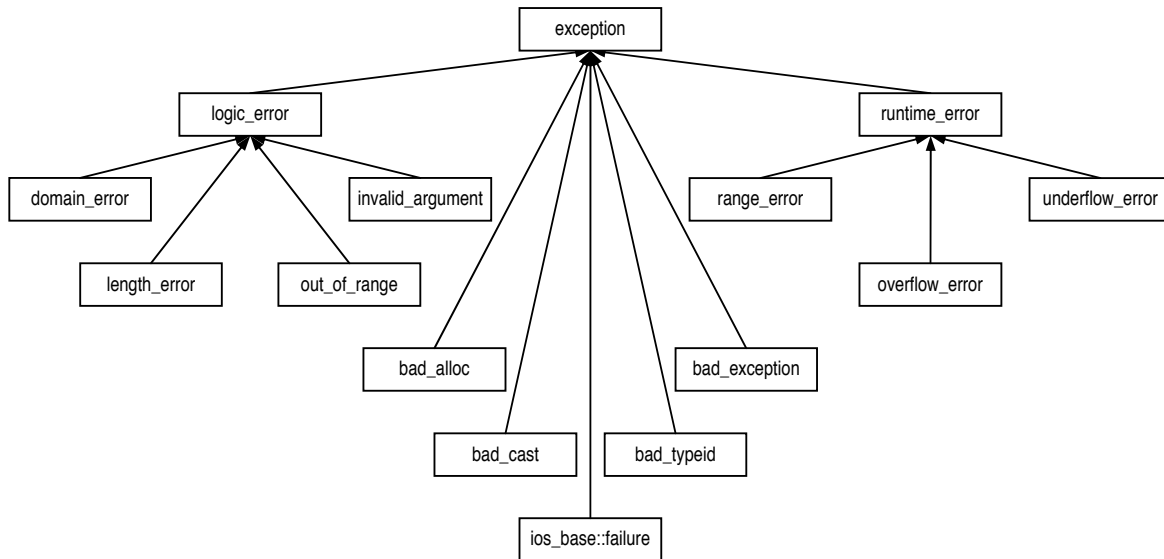 exception
logic_error
runtime_error
domain_error
invalid_argument
range_error
underflow_error
length_error
out_of_range
overflow_error
bad_alloc
bad_exception
bad_cast
bad_typeid
ios_base::failure